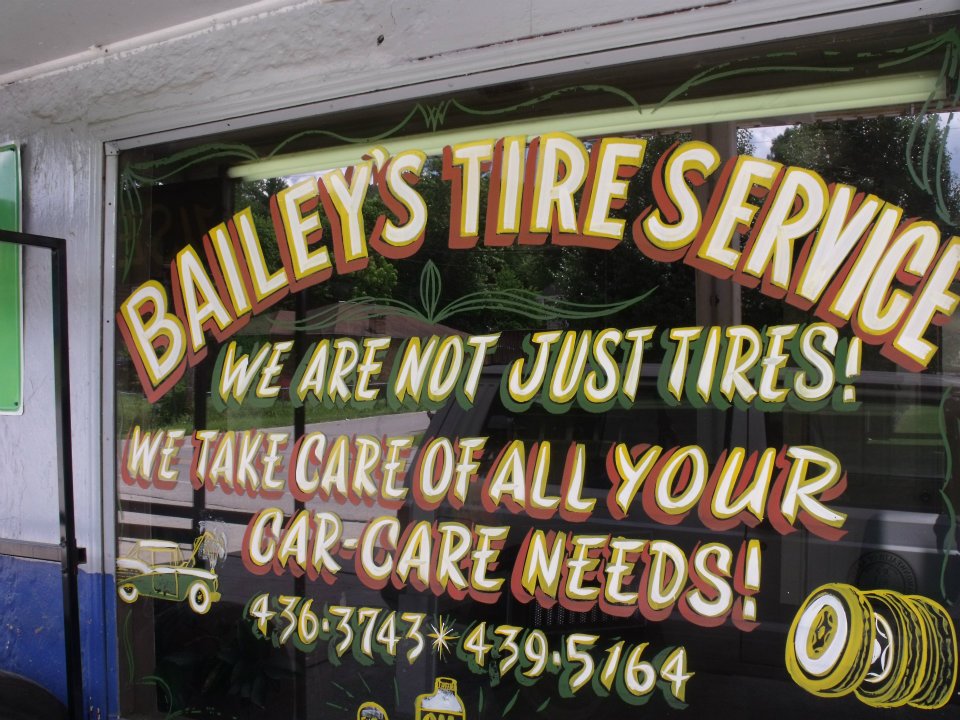 BAILEY'S TIRE SERVICE
WE ARE NOT JUST TIRES!
WE TAKE CARE OF ALL YOUR
CAR-CARE NEEDS!
436·3743*439·5164